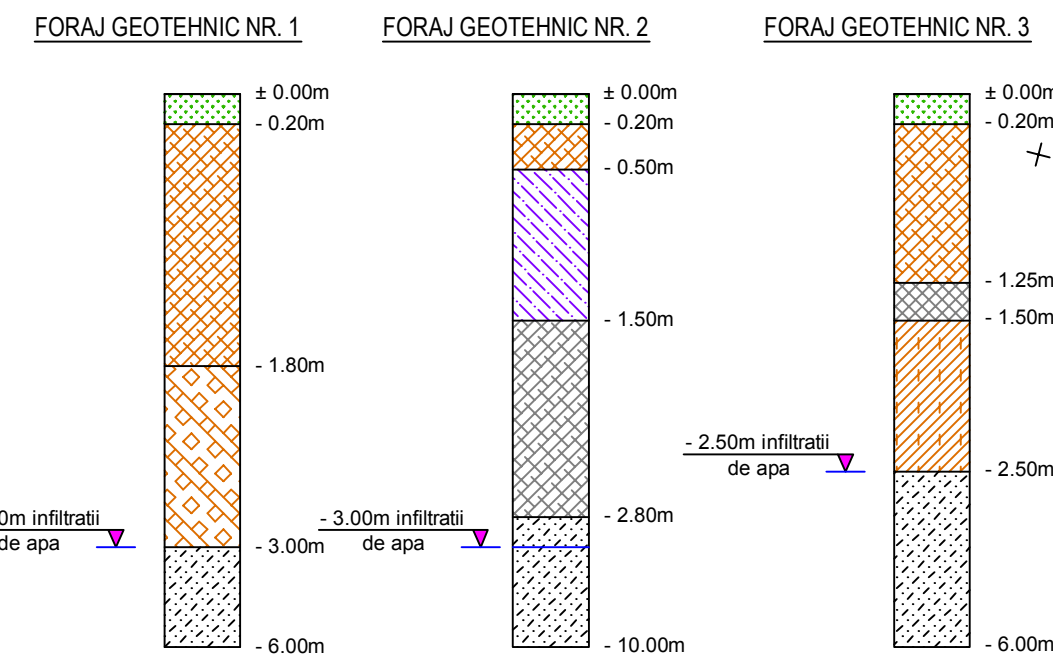 FORAJ GEOTEHNIC NR. 1
± 0.00m
- 0.20m
- 1.80m
0m infiltratii
de apa
- 3.00m
- 6.00m
FORAJ GEOTEHNIC NR. 2
± 0.00m
- 0.20m
- 0.50m
- 1.50m
- 2.80m
- 3.00m infiltratii
de apa
- 10.00m
FORAJ GEOTEHNIC NR. 3
± 0.00m
- 0.20m
- 1.25m
- 1.50m
- 2.50m infiltratii
de apa
- 2.50m
- 6.00m